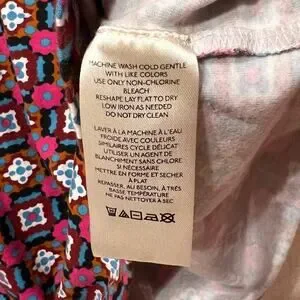 MACHINE WASH COLD GENTLE
WITH LIKE COLORS
USE ONLY NON-CHLORINE
BLEACH
RESHAPE LAY FLAT TO DRY
LOW IRON AS NEEDED
DO NOT DRY CLEAN
LAVER À LA MACHINE À L'EAU
FROIDE AVEC COULEURS
SIMILAIRES CYCLE DÉLICAT
UTILISER UN AGENT DE
BLANCHIMENT SANS CHLORE
SI NÉCESSAIRE
METTRE EN FORME ET SÉCHER
À PLAT
REPASSER, AU BESOIN, À TRÈS
BASSE TEMPÉRATURE
NE PAS NETTOYER À SEC